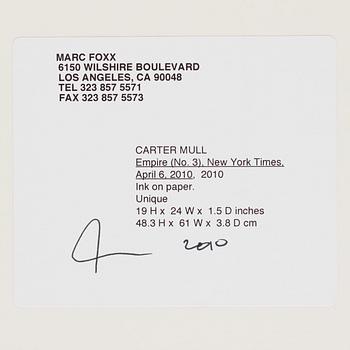 MARC FOXX
6150 WILSHIRE BOULEVARD
LOS ANGELES, CA 90048
TEL 323 857 5571
FAX 323 857 5573
CARTER MULL
Empire (No. 3), New York Times,
April 6, 2010, 2010
Ink on paper.
Unique
19 H x 24 W x 1.5 D inches
48.3 H x 61 W x 3.8 D cm
2010